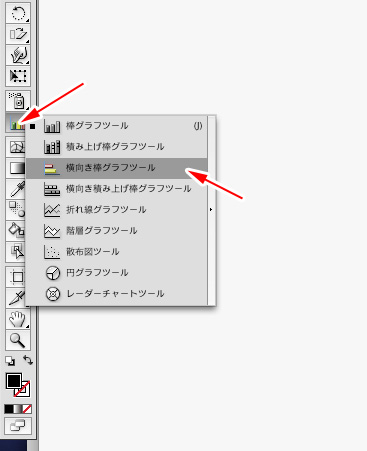 棒グラフツール (J)
積み上げ棒グラフツール
横向き棒グラフツール
横向き積み上げ棒グラフツール
折れ線グラフツール
階層グラフツール
散布図ツール
円グラフツール
レーダーチャートツール